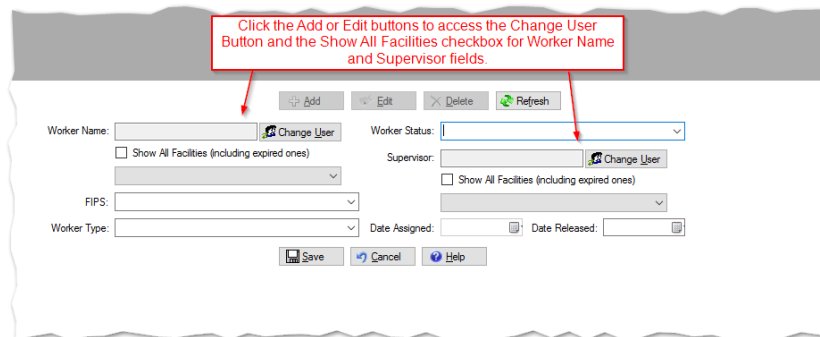 Click the Add or Edit buttons to access the Change User
Button and the Show All Facilities checkbox for Worker Name
and Supervisor fields.
Add Edit Delete Refresh
Worker Name: Change User Worker Status:
Show All Facilities (including expired ones) Supervisor: Change User
Show All Facilities (including expired ones)
FIPS:
Worker Type: Date Assigned: Date Released:
Save Cancel Help